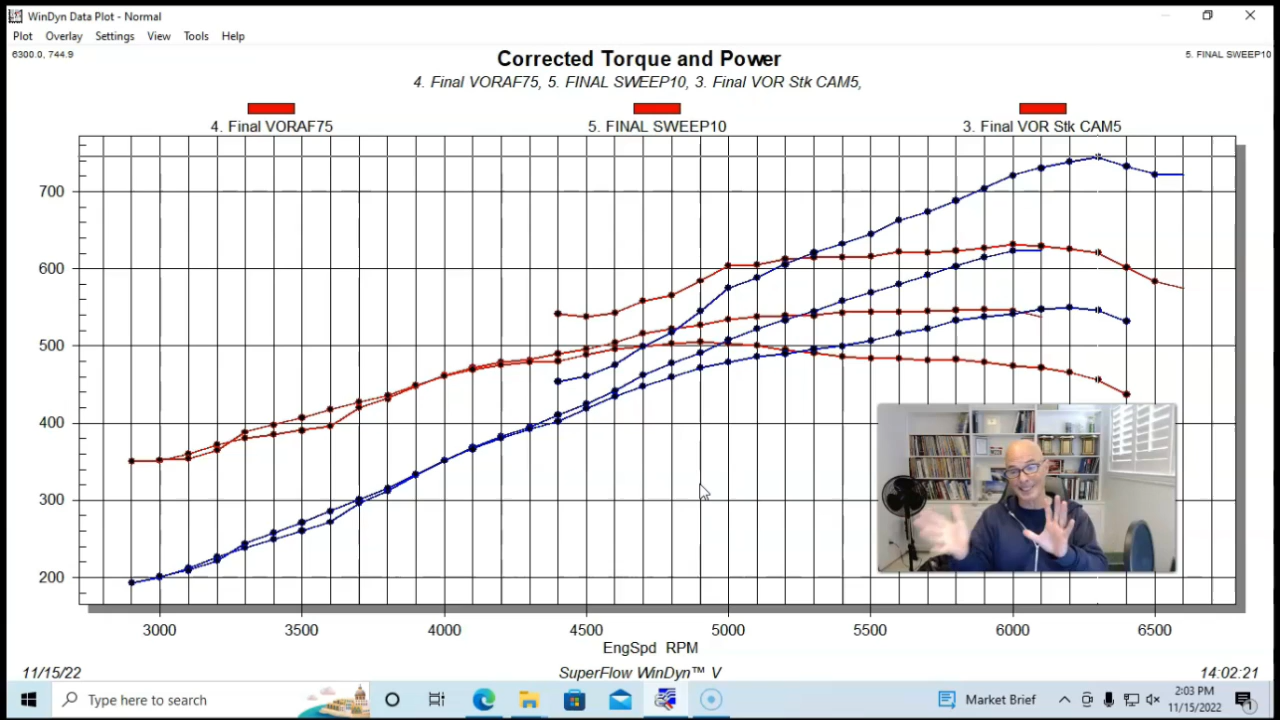 WinDyn Data Plot - Normal
Plot Overlay Settings View Tools Help
6300.0, 744.9
5. FINAL SWEEP10
Corrected Torque and Power
4. Final VORAF75, 5. FINAL SWEEP10, 3. Final VOR Stk CAM5,
4. Final VORAF75 5. FINAL SWEEP10 3. Final VOR Stk CAM5
700
600
500
400
300
200
3000 3500 4000 4500 5000 5500 6000 6500
EngSpd RPM
11/15/22 SuperFlow WinDyn™ V 14:02:21
Type here to search
Market Brief
2:03 PM
11/15/2022
1